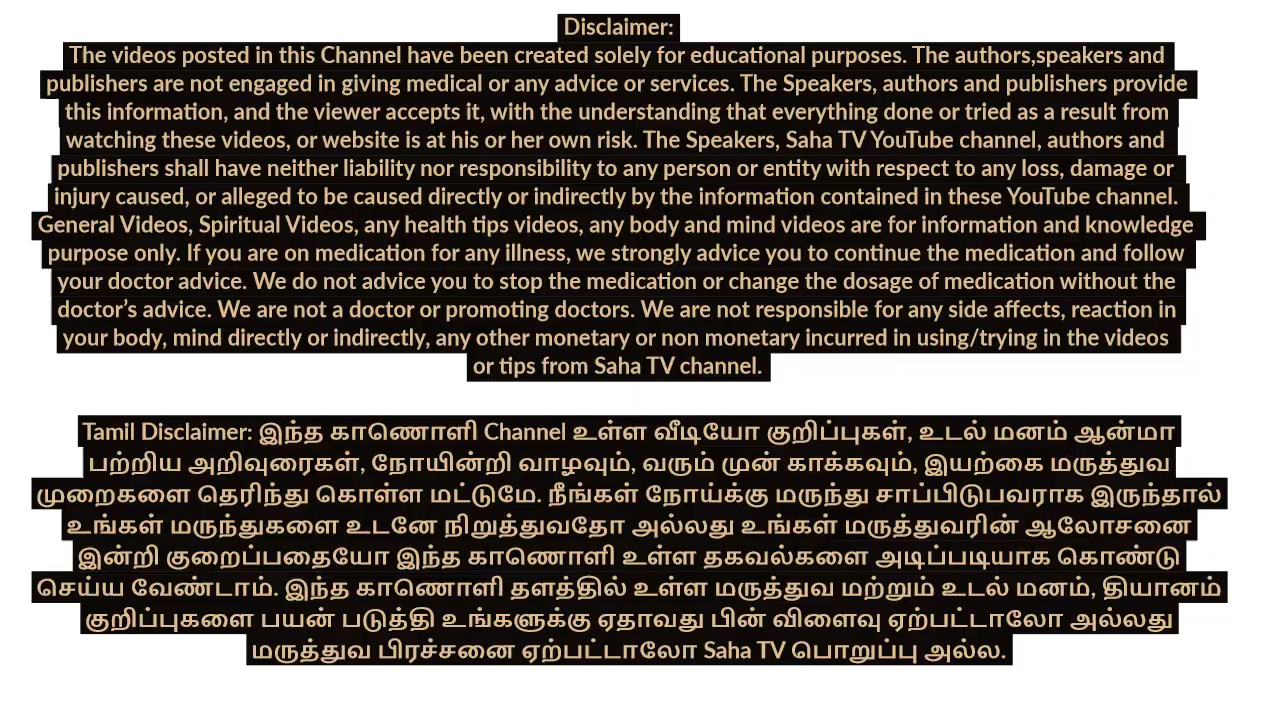 Disclaimer:
The videos posted in this Channel have been created solely for educational purposes. The authors,speakers and
publishers are not engaged in giving medical or any advice or services. The Speakers, authors and publishers provide
this information, and the viewer accepts it, with the understanding that everything done or tried as a result from
watching these videos, or website is at his or her own risk. The Speakers, Saha TV YouTube channel, authors and
publishers shall have neither liability nor responsibility to any person or entity with respect to any loss, damage or
injury caused, or alleged to be caused directly or indirectly by the information contained in these YouTube channel.
General Videos, Spiritual Videos, any health tips videos, any body and mind videos are for information and knowledge
purpose only. If you are on medication for any illness, we strongly advice you to continue the medication and follow
your doctor advice. We do not advice you to stop the medication or change the dosage of medication without the
doctor’s advice. We are not a doctor or promoting doctors. We are not responsible for any side affects, reaction in
your body, mind directly or indirectly, any other monetary or non monetary incurred in using/trying in the videos
or tips from Saha TV channel.
Tamil Disclaimer: இந்த காணொளி Channel உள்ள வீடியோ குறிப்புகள், உடல் மனம் ஆன்மா
பற்றிய அறிவுரைகள், நோயின்றி வாழவும், வரும் முன் காக்கவும், இயற்கை மருத்துவ
முறைகளை தெரிந்து கொள்ள மட்டுமே. நீங்கள் நோய்க்கு மருந்து சாப்பிடுபவராக இருந்தால்
உங்கள் மருந்துகளை உடனே நிறுத்துவதோ அல்லது உங்கள் மருத்துவரின் ஆலோசனை
இன்றி குறைப்பதையோ இந்த காணொளி உள்ள தகவல்களை அடிப்படியாக கொண்டு
செய்ய வேண்டாம். இந்த காணொளி தளத்தில் உள்ள மருத்துவ மற்றும் உடல் மனம், தியானம்
குறிப்புகளை பயன் படுத்தி உங்களுக்கு ஏதாவது பின் விளைவு ஏற்பட்டாலோ அல்லது
மருத்துவ பிரச்சனை ஏற்பட்டாலோ Saha TV பொறுப்பு அல்ல.